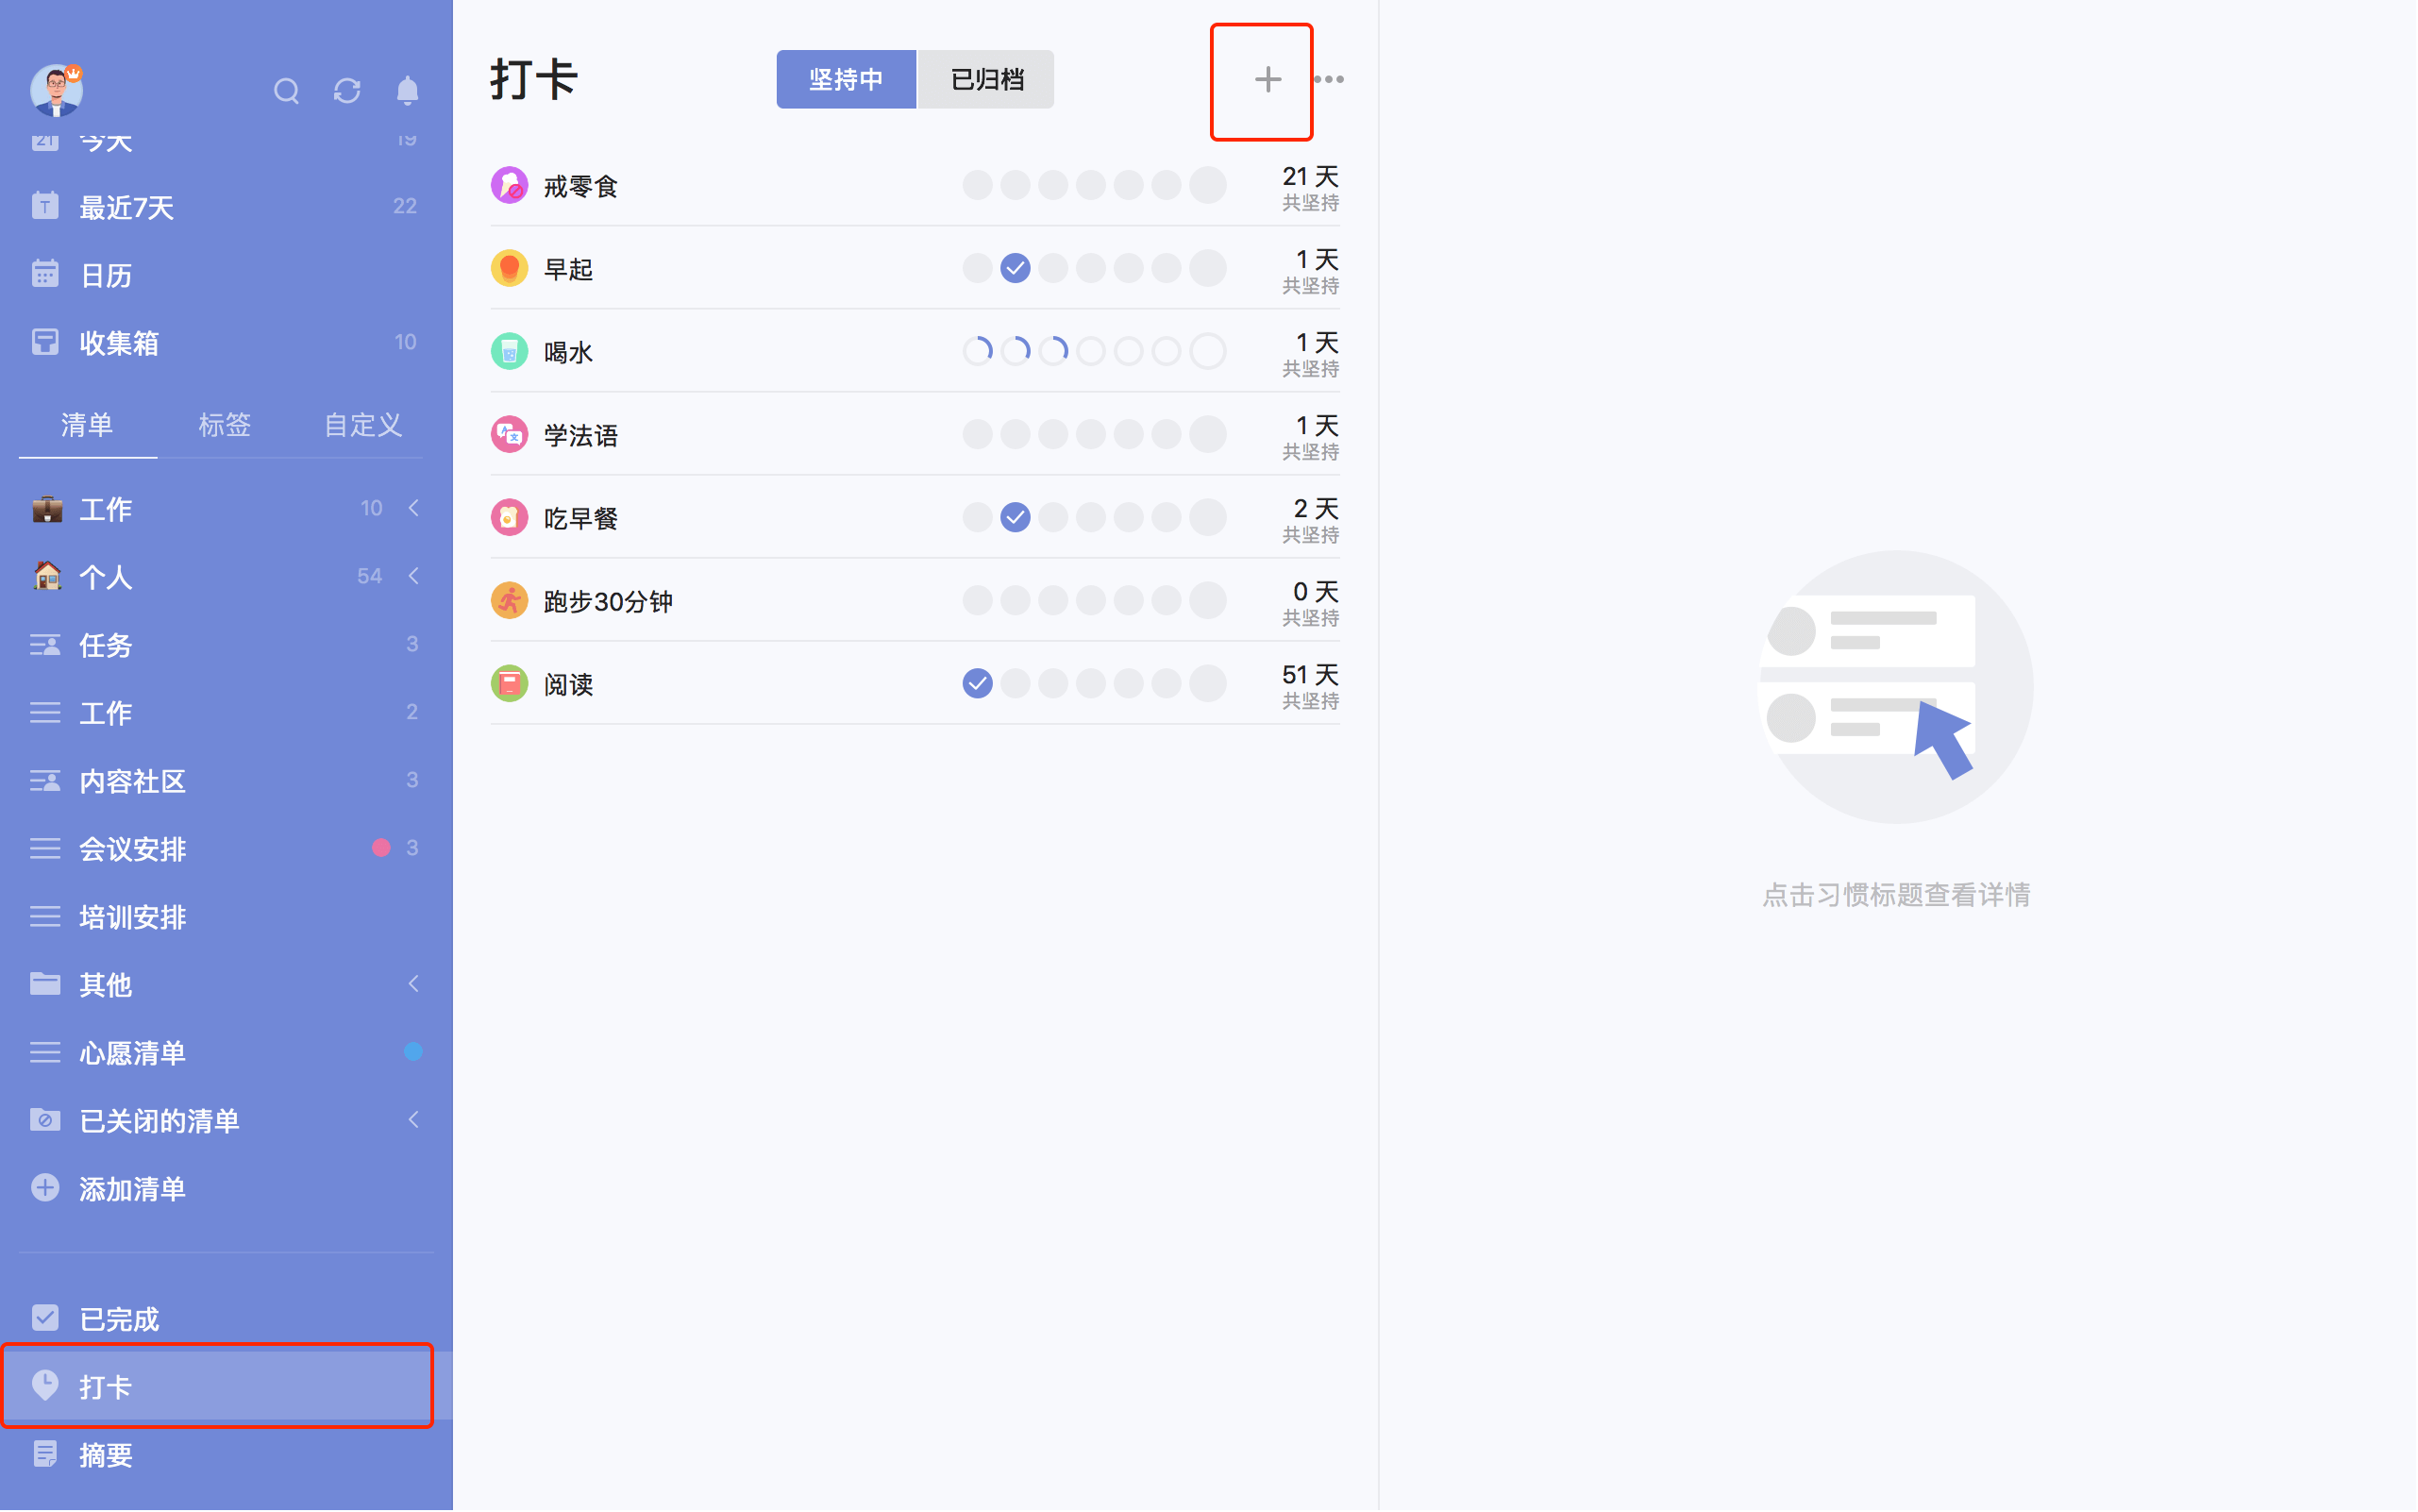 今天 19
最近7天 22
日历
收集箱 10
清单 标签 自定义
工作 10
个人 54
任务 3
工作 2
内容社区 3
会议安排 3
培训安排
其他
心愿清单
已关闭的清单
添加清单
已完成
打卡
摘要
打卡 坚持中 已归档
戒零食 21 天
共坚持
早起 1 天
共坚持
喝水 1 天
共坚持
学法语 1 天
共坚持
吃早餐 2 天
共坚持
跑步30分钟 0 天
共坚持
阅读 51 天
共坚持
点击习惯标题查看详情